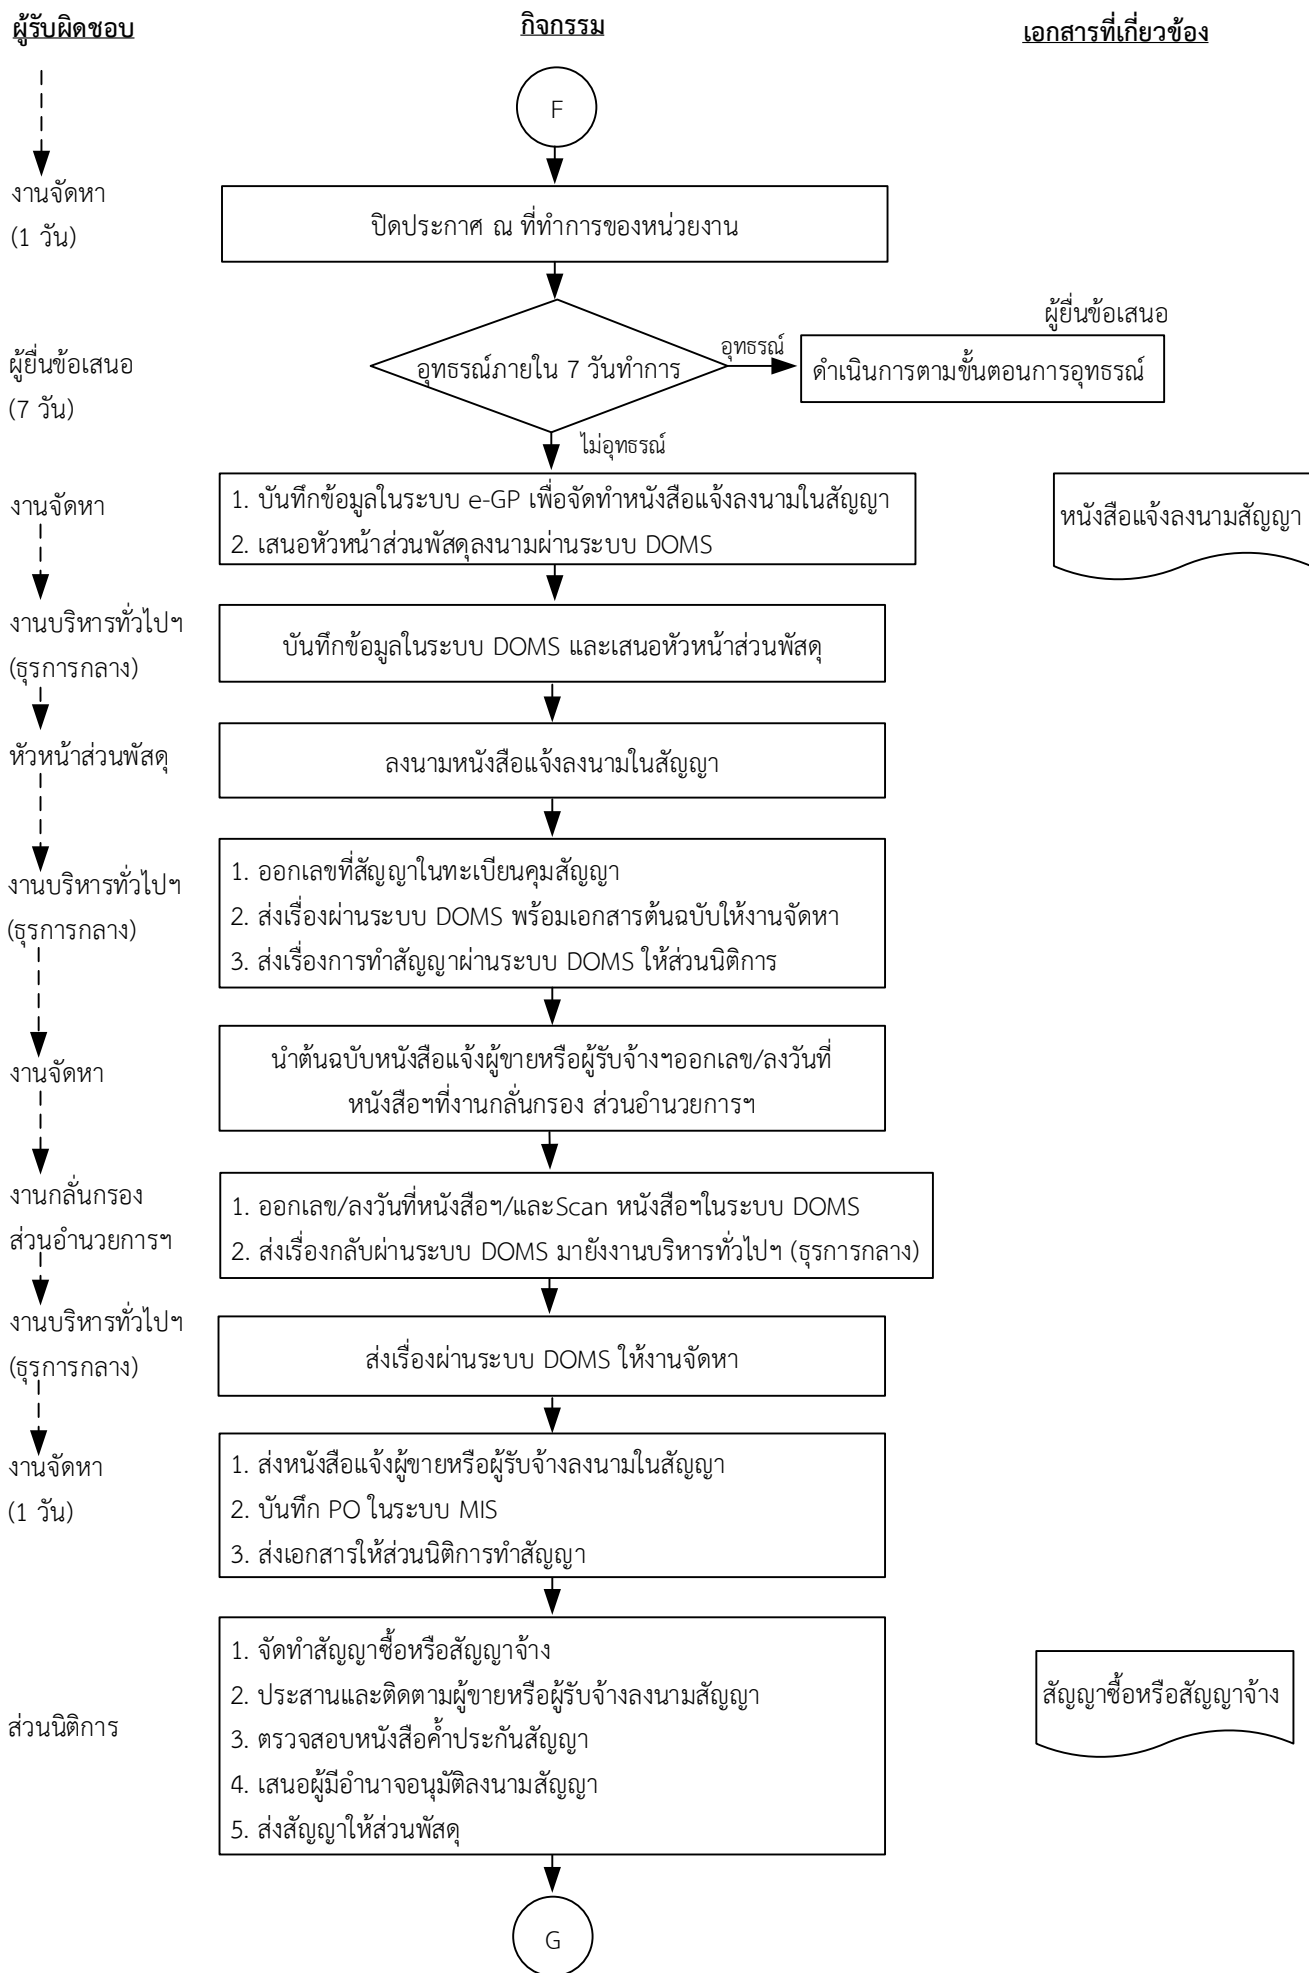 ผู้รับผิดชอบ
กิจกรรม
เอกสารที่เกี่ยวข้อง
F
งานจัดหา
(1 วัน)
ปิดประกาศ ณ ที่ทำการของหน่วยงาน
ผู้ยื่นข้อเสนอ
(7 วัน)
อุทธรณ์ภายใน 7 วันทำการ
อุทธรณ์
ผู้ยื่นข้อเสนอ
ดำเนินการตามขั้นตอนการอุทธรณ์
ไม่อุทธรณ์
งานจัดหา
1. บันทึกข้อมูลในระบบ e-GP เพื่อจัดทำหนังสือแจ้งลงนามในสัญญา
2. เสนอหัวหน้าส่วนพัสดุลงนามผ่านระบบ DOMS
หนังสือแจ้งลงนามสัญญา
งานบริหารทั่วไปฯ
(ธุรการกลาง)
บันทึกข้อมูลในระบบ DOMS และเสนอหัวหน้าส่วนพัสดุ
หัวหน้าส่วนพัสดุ
ลงนามหนังสือแจ้งลงนามในสัญญา
งานบริหารทั่วไปฯ
(ธุรการกลาง)
1. ออกเลขที่สัญญาในทะเบียนคุมสัญญา
2. ส่งเรื่องผ่านระบบ DOMS พร้อมเอกสารต้นฉบับให้งานจัดหา
3. ส่งเรื่องการทำสัญญาผ่านระบบ DOMS ให้ส่วนนิติการ
งานจัดหา
นำต้นฉบับหนังสือแจ้งผู้ขายหรือผู้รับจ้างฯออกเลข/ลงวันที่
หนังสือฯที่งานกลั่นกรอง ส่วนอำนวยการฯ
งานกลั่นกรอง
ส่วนอำนวยการฯ
1. ออกเลข/ลงวันที่หนังสือฯ/และScan หนังสือฯในระบบ DOMS
2. ส่งเรื่องกลับผ่านระบบ DOMS มายังงานบริหารทั่วไปฯ (ธุรการกลาง)
งานบริหารทั่วไปฯ
(ธุรการกลาง)
ส่งเรื่องผ่านระบบ DOMS ให้งานจัดหา
งานจัดหา
(1 วัน)
1. ส่งหนังสือแจ้งผู้ขายหรือผู้รับจ้างลงนามในสัญญา
2. บันทึก PO ในระบบ MIS
3. ส่งเอกสารให้ส่วนนิติการทำสัญญา
ส่วนนิติการ
1. จัดทำสัญญาซื้อหรือสัญญาจ้าง
2. ประสานและติดตามผู้ขายหรือผู้รับจ้างลงนามสัญญา
3. ตรวจสอบหนังสือค้ำประกันสัญญา
4. เสนอผู้มีอำนาจอนุมัติลงนามสัญญา
5. ส่งสัญญาให้ส่วนพัสดุ
สัญญาซื้อหรือสัญญาจ้าง
G